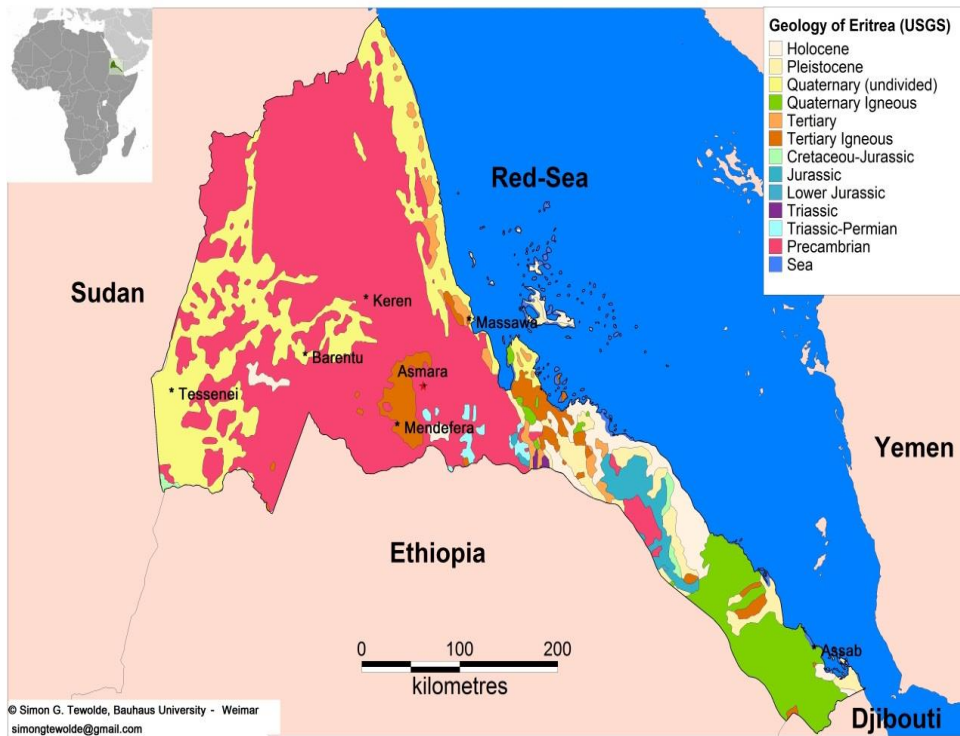 Geology of Eritrea (USGS)
Holocene
Pleistocene
Quaternary (undivided)
Quaternary Igneous
Tertiary
Tertiary Igneous
Cretaceou-Jurassic
Jurassic
Lower Jurassic
Triassic
Triassic-Permian
Precambrian
Sea
Red-Sea
Sudan
Keren
Massawa
Barentu
Asmara
Tessenei
Mendefera
Yemen
Ethiopia
Assab
0 100 200
kilometres
Djibouti
© Simon G. Tewolde, Bauhaus University - Weimar
simongtewolde@gmail.com